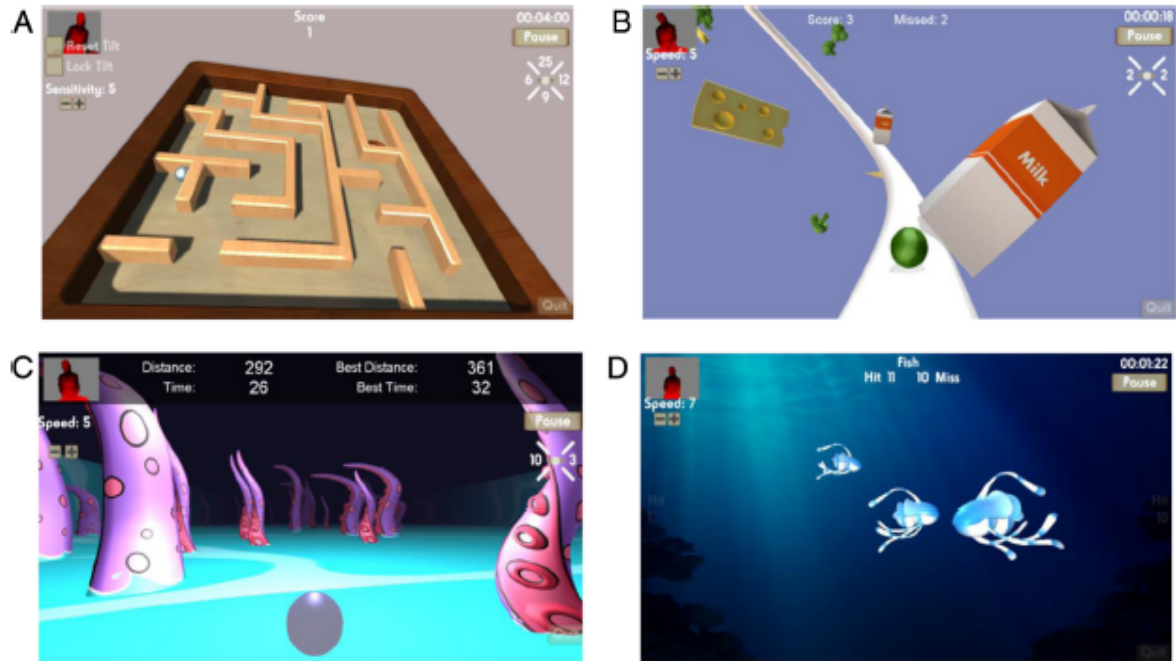 A
Score
1
00:04:00
Pause
Reset Tilt
Lock Tilt
Sensitivity: 5
25
6 12
9
Quit
B
Score: 3 Missed: 2
00:00:18
Pause
Speed: 5
2 2
Milk
Quit
C
Distance: 292 Best Distance: 361
Time: 26 Best Time: 32
Speed: 5
Pause
10 3
Quit
D
Fish
Hit 11 10 Miss
00:01:22
Pause
Speed: 7
Hit
Hit
Quit